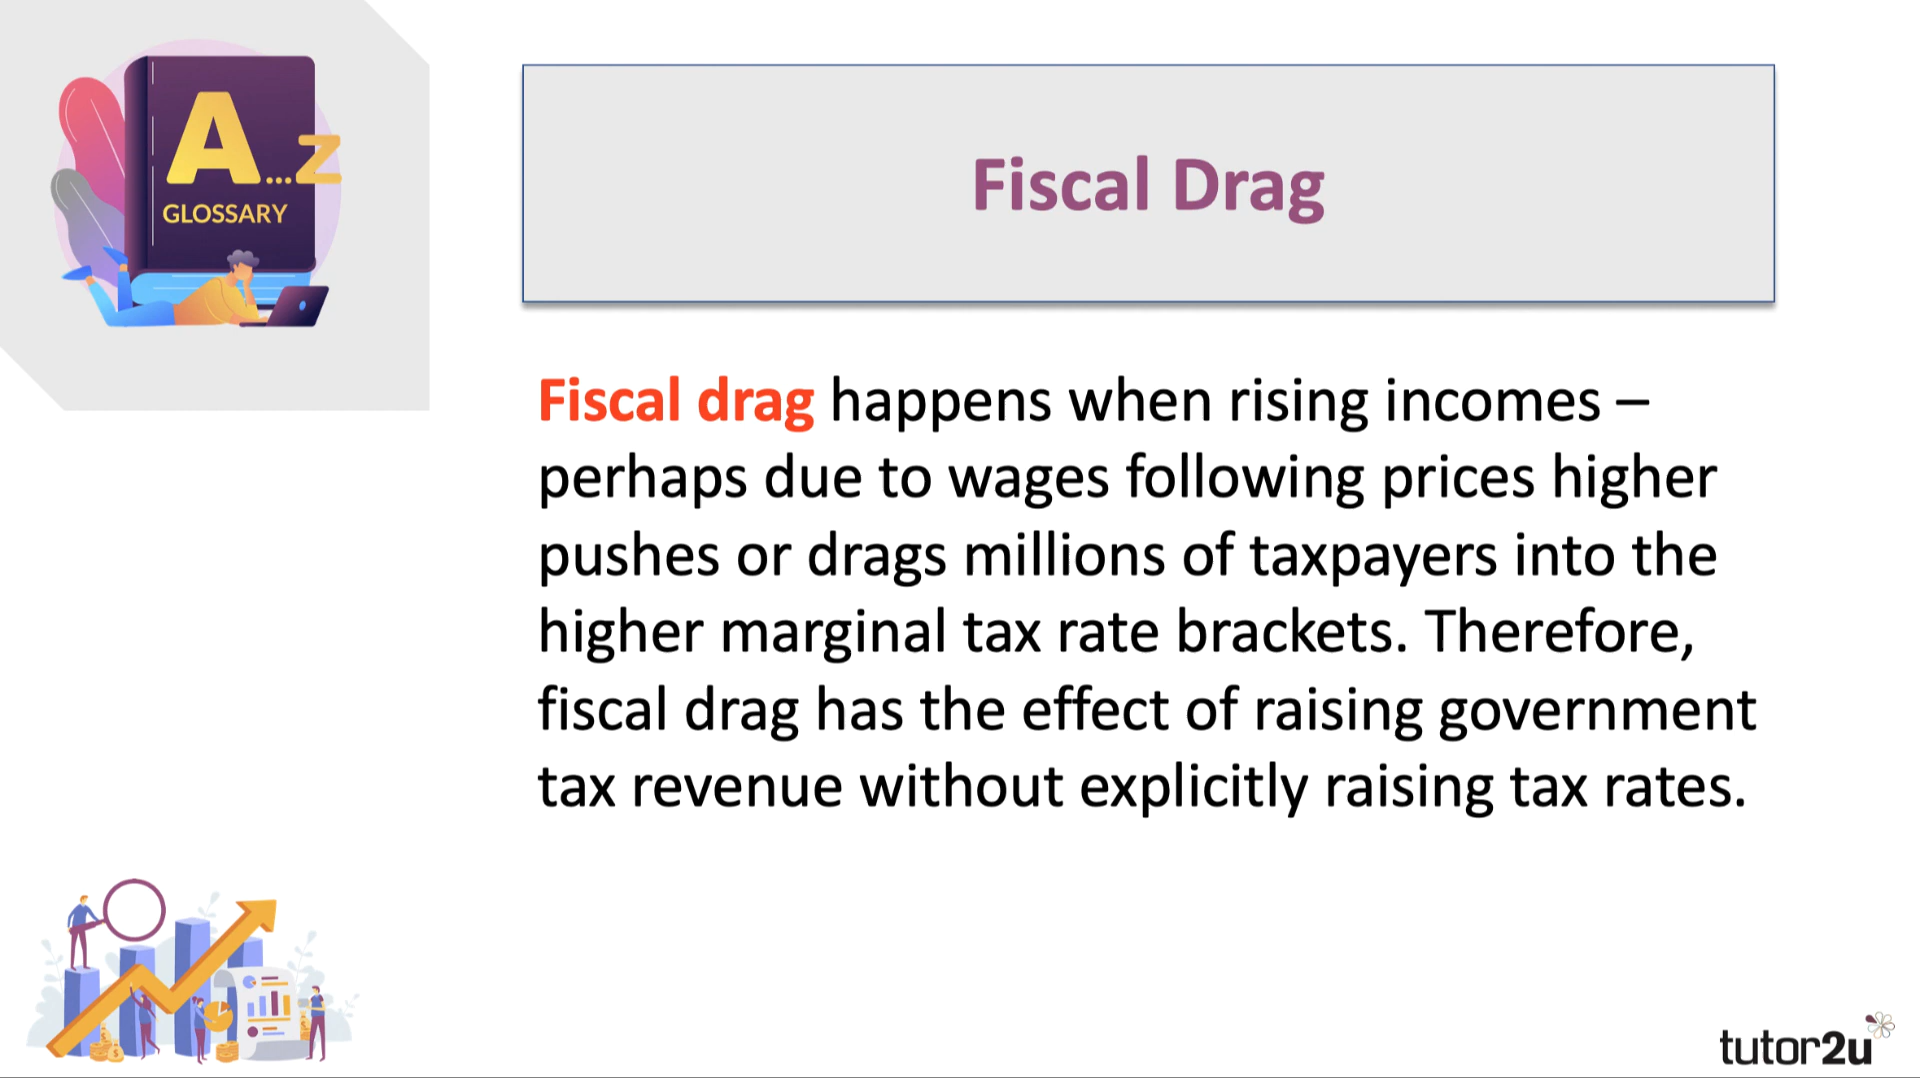 A...Z
GLOSSARY
Fiscal Drag
Fiscal drag happens when rising incomes –
perhaps due to wages following prices higher
pushes or drags millions of taxpayers into the
higher marginal tax rate brackets. Therefore,
fiscal drag has the effect of raising government
tax revenue without explicitly raising tax rates.
tutor2u